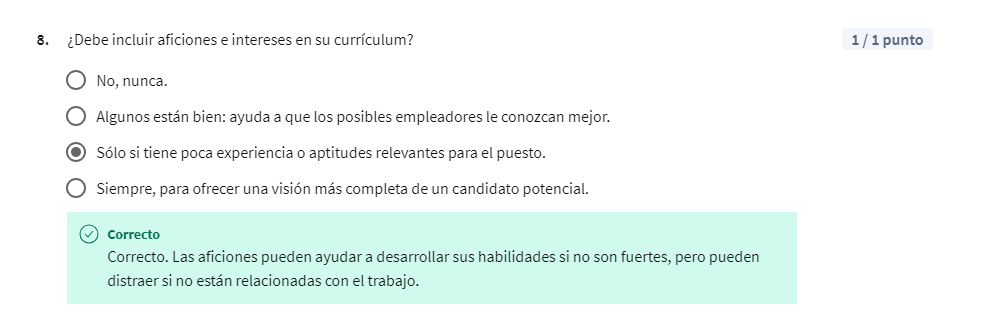 8. ¿Debe incluir aficiones e intereses en su currículum?
1 / 1 punto
No, nunca.
Algunos están bien: ayuda a que los posibles empleadores le conozcan mejor.
Sólo si tiene poca experiencia o aptitudes relevantes para el puesto.
Siempre, para ofrecer una visión más completa de un candidato potencial.
Correcto
Correcto. Las aficiones pueden ayudar a desarrollar sus habilidades si no son fuertes, pero pueden
distraer si no están relacionadas con el trabajo.